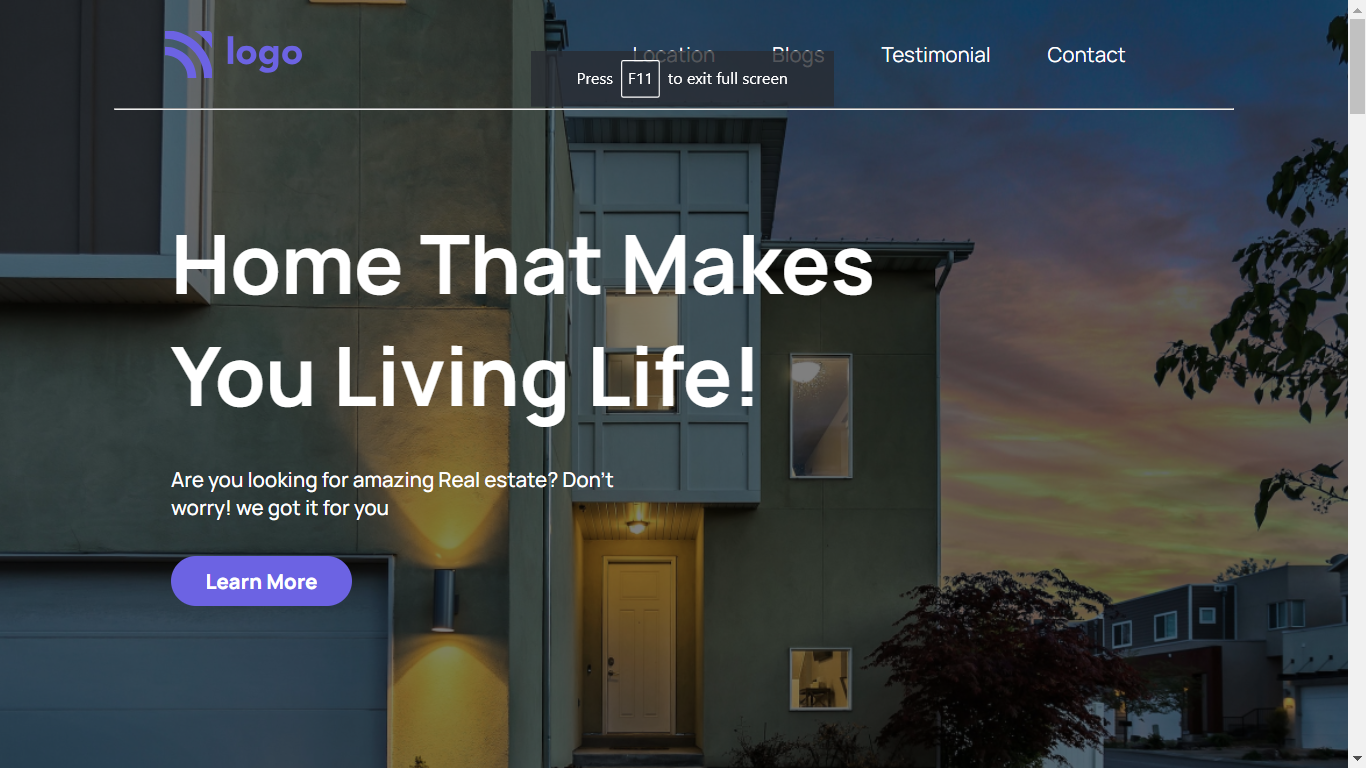 logo
Location Blogs Testimonial Contact
Press F11 to exit full screen
Home That Makes
You Living Life!
Are you looking for amazing Real estate? Don't
worry! we got it for you
Learn More